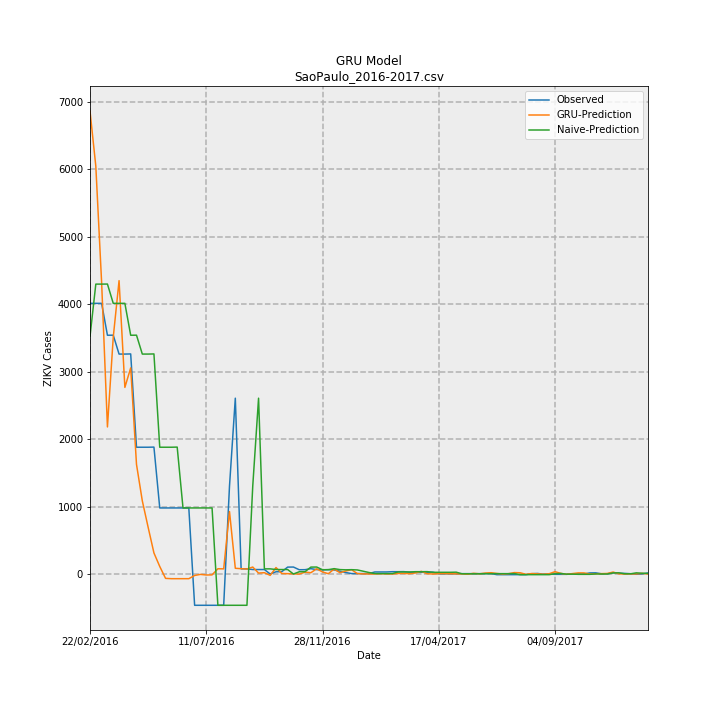 GRU Model
SaoPaulo_2016-2017.csv
Observed
GRU-Prediction
Naive-Prediction
7000
6000
5000
4000
3000
2000
1000
0
ZIKV Cases
22/02/2016
11/07/2016
28/11/2016
17/04/2017
04/09/2017
Date